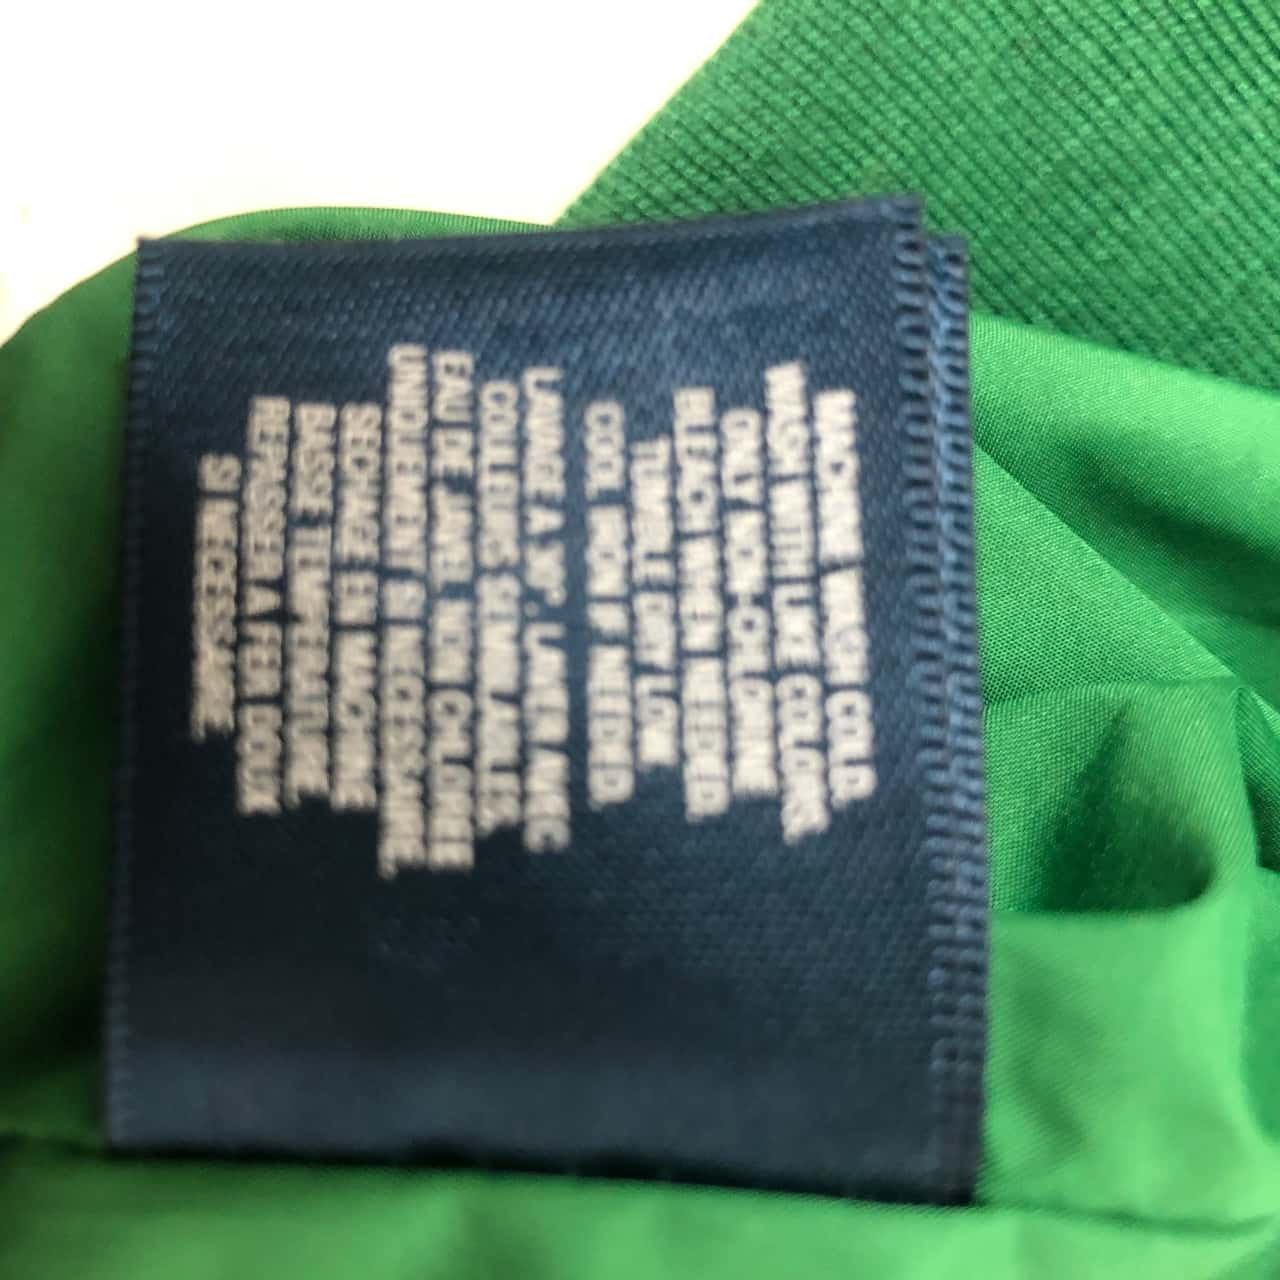 MACHINE WASH COLD.
WASH WITH LIKE COLORS.
ONLY NON-CHLORINE
BLEACH WHEN NEEDED.
TUMBLE DRY LOW.
COOL IRON IF NEEDED.
LAVAGE A 30°, LAVER AVEC
COULEURS SEMBLABLES.
EAU DE JAVEL NON CHLOREE
UNIQUEMENT SI NECESSAIRE.
SECHAGE EN MACHINE
BASSE TEMPERATURE
REPASSER A FER DOUX
SI NECESSAIRE.